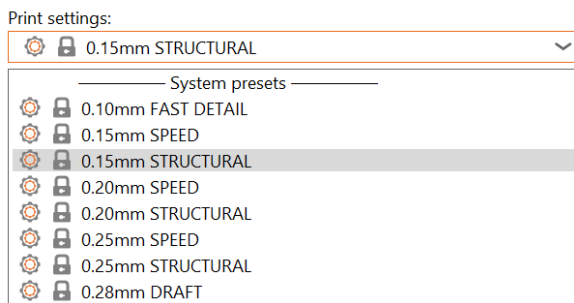 Print settings:
0.15mm STRUCTURAL
System presets
0.10mm FAST DETAIL
0.15mm SPEED
0.15mm STRUCTURAL
0.20mm SPEED
0.20mm STRUCTURAL
0.25mm SPEED
0.25mm STRUCTURAL
0.28mm DRAFT